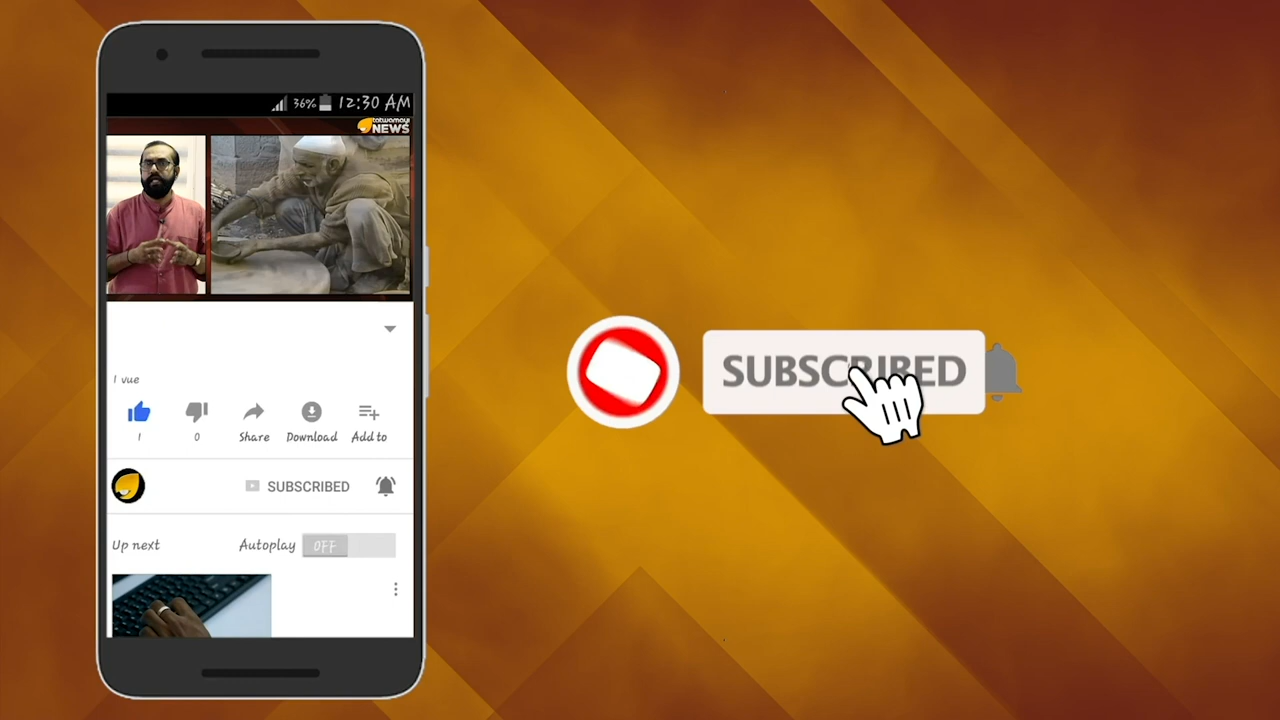 36% 12:30 AM
tatwamayi
NEWS
1 vue
1
0
Share
Download
Add to
SUBSCRIBED
Up next
Autoplay
OFF
SUBSCRIBED